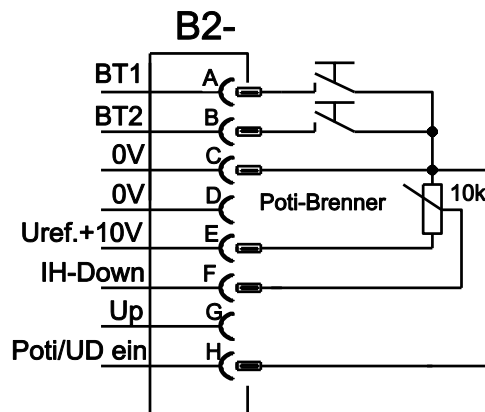 B2-
BT1 A
BT2 B
0V C
0V D
Poti-Brenner 10k
Uref.+10V E
IH-Down F
Up G
Poti/UD ein H